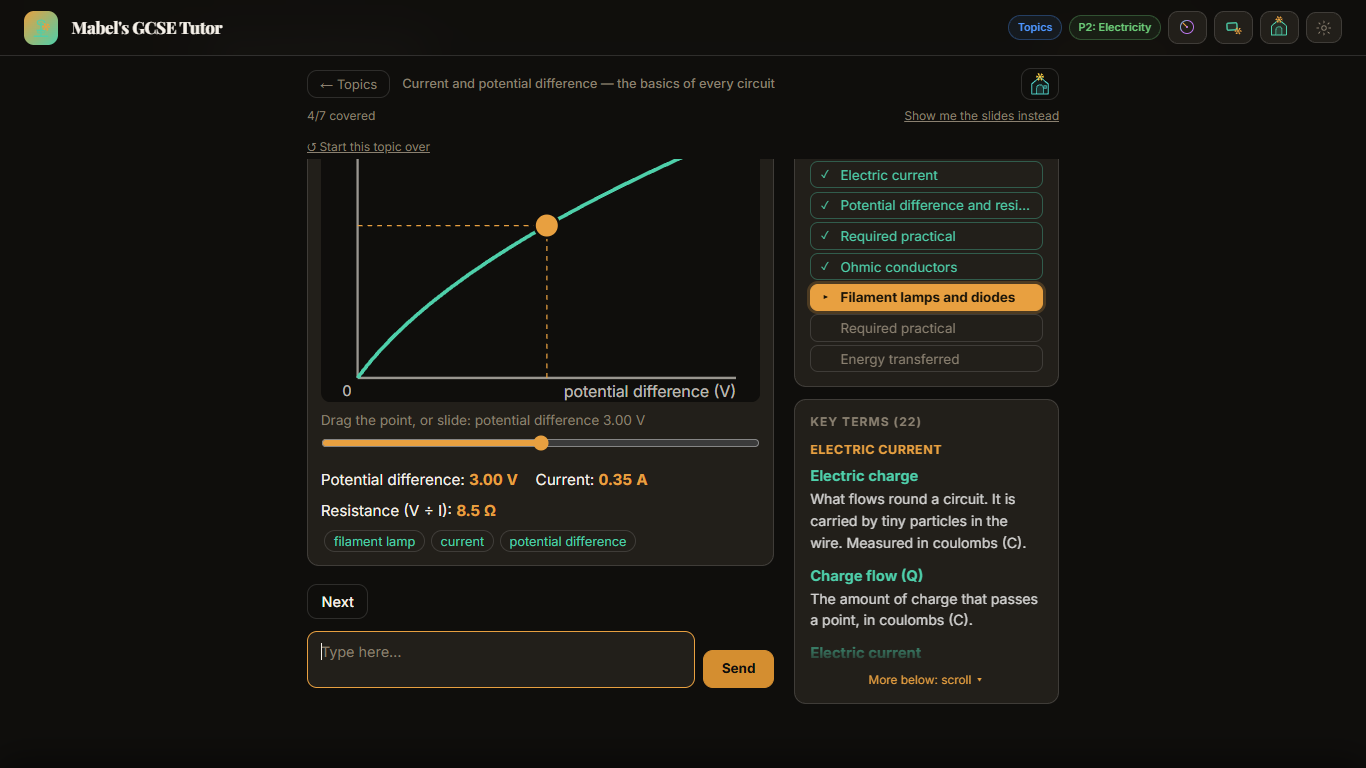 Mabel's GCSE Tutor
Topics
P2: Electricity
← Topics
Current and potential difference — the basics of every circuit
4/7 covered
Show me the slides instead
↺ Start this topic over
0
potential difference (V)
Drag the point, or slide: potential difference 3.00 V
Potential difference: 3.00 V Current: 0.35 A
Resistance (V ÷ I): 8.5 Ω
filament lamp
current
potential difference
Next
Type here...
Send
✓ Electric current
✓ Potential difference and resi...
✓ Required practical
✓ Ohmic conductors
▸ Filament lamps and diodes
Required practical
Energy transferred
KEY TERMS (22)
ELECTRIC CURRENT
Electric charge
What flows round a circuit. It is
carried by tiny particles in the
wire. Measured in coulombs (C).
Charge flow (Q)
The amount of charge that passes
a point, in coulombs (C).
Electric current
More below: scroll ▾